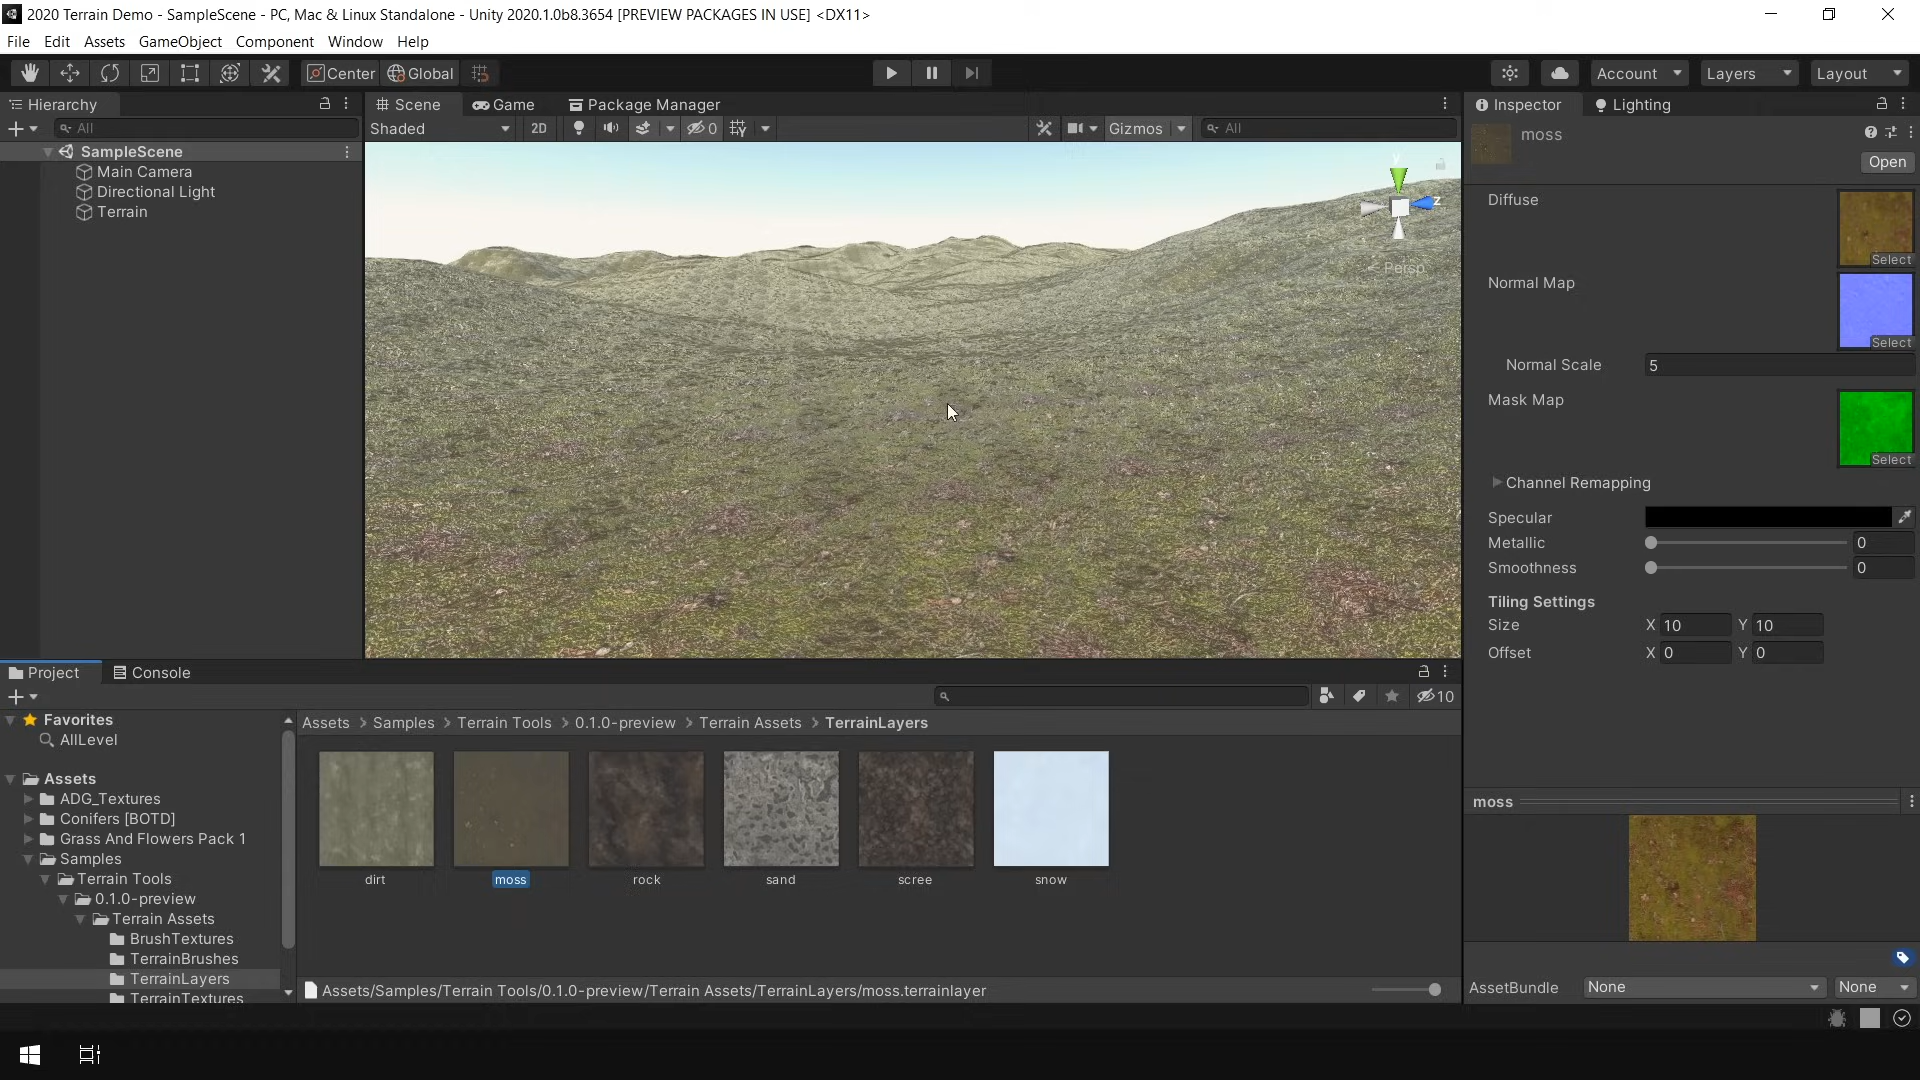 2020 Terrain Demo - SampleScene - PC, Mac & Linux Standalone - Unity 2020.1.0b8.3654 [PREVIEW PACKAGES IN USE] <DX11>
File Edit Assets GameObject Component Window Help
Center Global Account Layers Layout
Hierarchy
All
SampleScene
Main Camera
Directional Light
Terrain
Scene Game Package Manager
Shaded 2D 0 Gizmos All
y
z
Persp
Inspector Lighting
moss
Open
Diffuse
Select
Normal Map
Select
Normal Scale 5
Mask Map
Select
Channel Remapping
Specular
Metallic 0
Smoothness 0
Tiling Settings
Size X 10 Y 10
Offset X 0 Y 0
moss
AssetBundle None None
Project Console
10
Favorites
AllLevel
Assets
ADG_Textures
Conifers [BOTD]
Grass And Flowers Pack 1
Samples
Terrain Tools
0.1.0-preview
Terrain Assets
BrushTextures
TerrainBrushes
TerrainLayers
TerrainTextures
Assets > Samples > Terrain Tools > 0.1.0-preview > Terrain Assets > TerrainLayers
dirt moss rock sand scree snow
Assets/Samples/Terrain Tools/0.1.0-preview/Terrain Assets/TerrainLayers/moss.terrainlayer